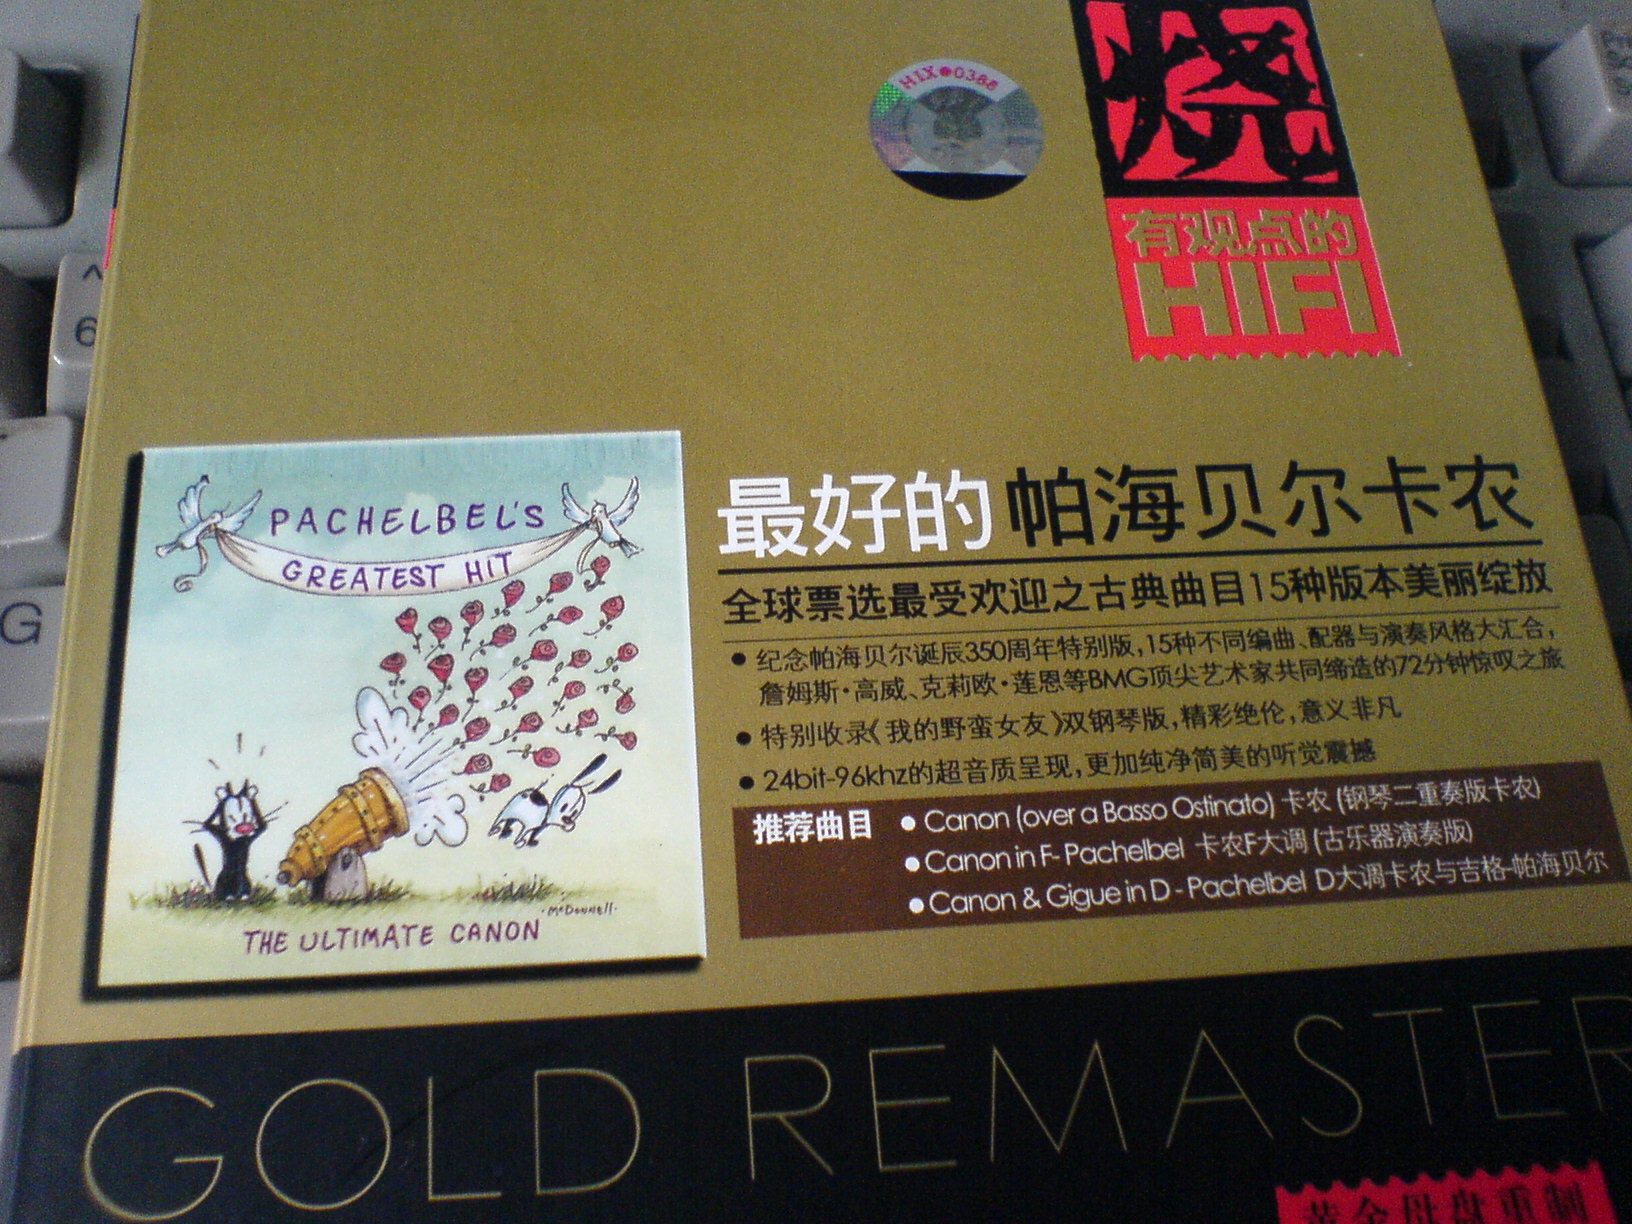 HIX●0388
烧
有观点的
HIFI
^
6
G
PACHELBEL'S
GREATEST HIT
McDonnell
THE ULTIMATE CANON
最好的 帕海贝尔卡农
全球票选最受欢迎之古典曲目15种版本美丽绽放
● 纪念帕海贝尔诞辰350周年特别版，15种不同编曲、配器与演奏风格大汇合，
詹姆斯·高威、克莉欧·莲恩等BMG顶尖艺术家共同缔造的72分钟惊叹之旅
● 特别收录《我的野蛮女友》双钢琴版，精彩绝伦，意义非凡
● 24bit-96khz的超音质呈现，更加纯净简美的听觉震撼
推荐曲目 ● Canon (over a Basso Ostinato) 卡农 (钢琴二重奏版卡农)
● Canon in F- Pachelbel 卡农F大调 (古乐器演奏版)
● Canon & Gigue in D - Pachelbel D大调卡农与吉格-帕海贝尔
GOLD REMASTER
黄金母盘重制